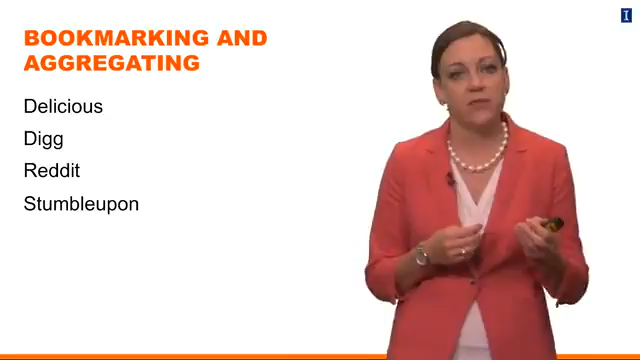 BOOKMARKING AND
AGGREGATING
Delicious
Digg
Reddit
Stumbleupon
I